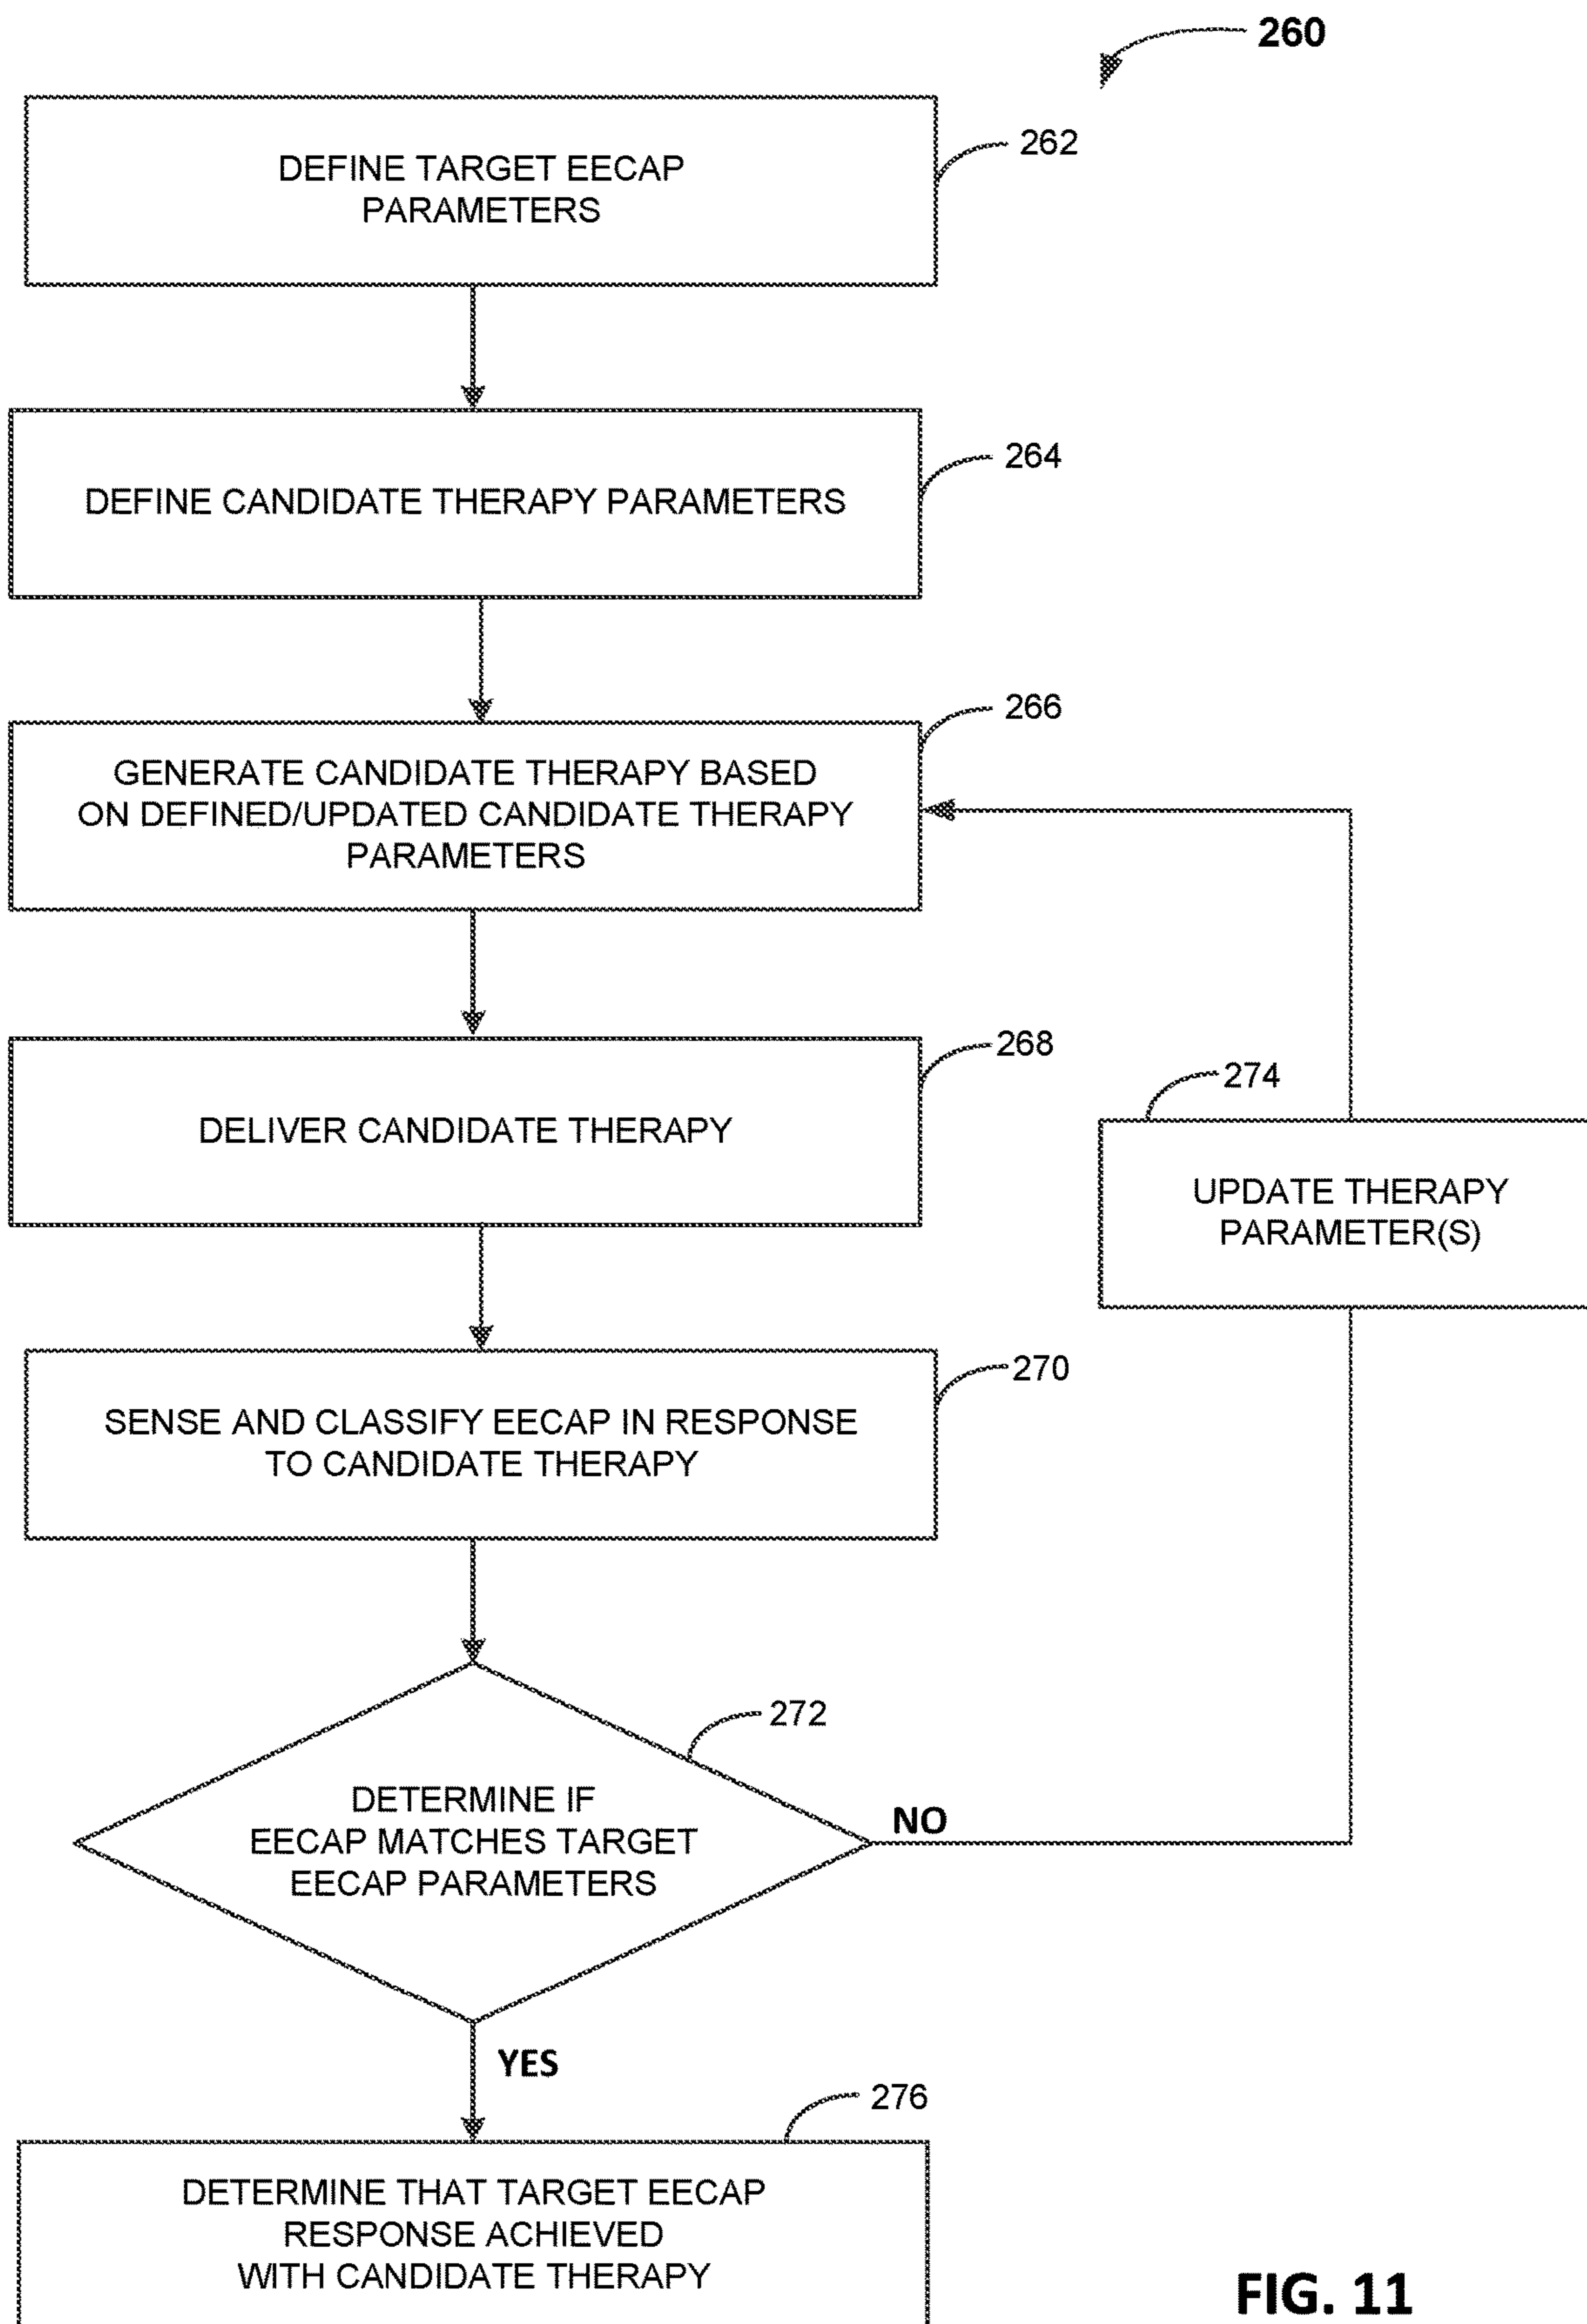 260
DEFINE TARGET EECAP
PARAMETERS
262
DEFINE CANDIDATE THERAPY PARAMETERS
264
GENERATE CANDIDATE THERAPY BASED
ON DEFINED/UPDATED CANDIDATE THERAPY
PARAMETERS
266
DELIVER CANDIDATE THERAPY
268
274
UPDATE THERAPY
PARAMETER(S)
SENSE AND CLASSIFY EECAP IN RESPONSE
TO CANDIDATE THERAPY
270
272
DETERMINE IF
EECAP MATCHES TARGET
EECAP PARAMETERS
NO
YES
276
DETERMINE THAT TARGET EECAP
RESPONSE ACHIEVED
WITH CANDIDATE THERAPY
FIG. 11